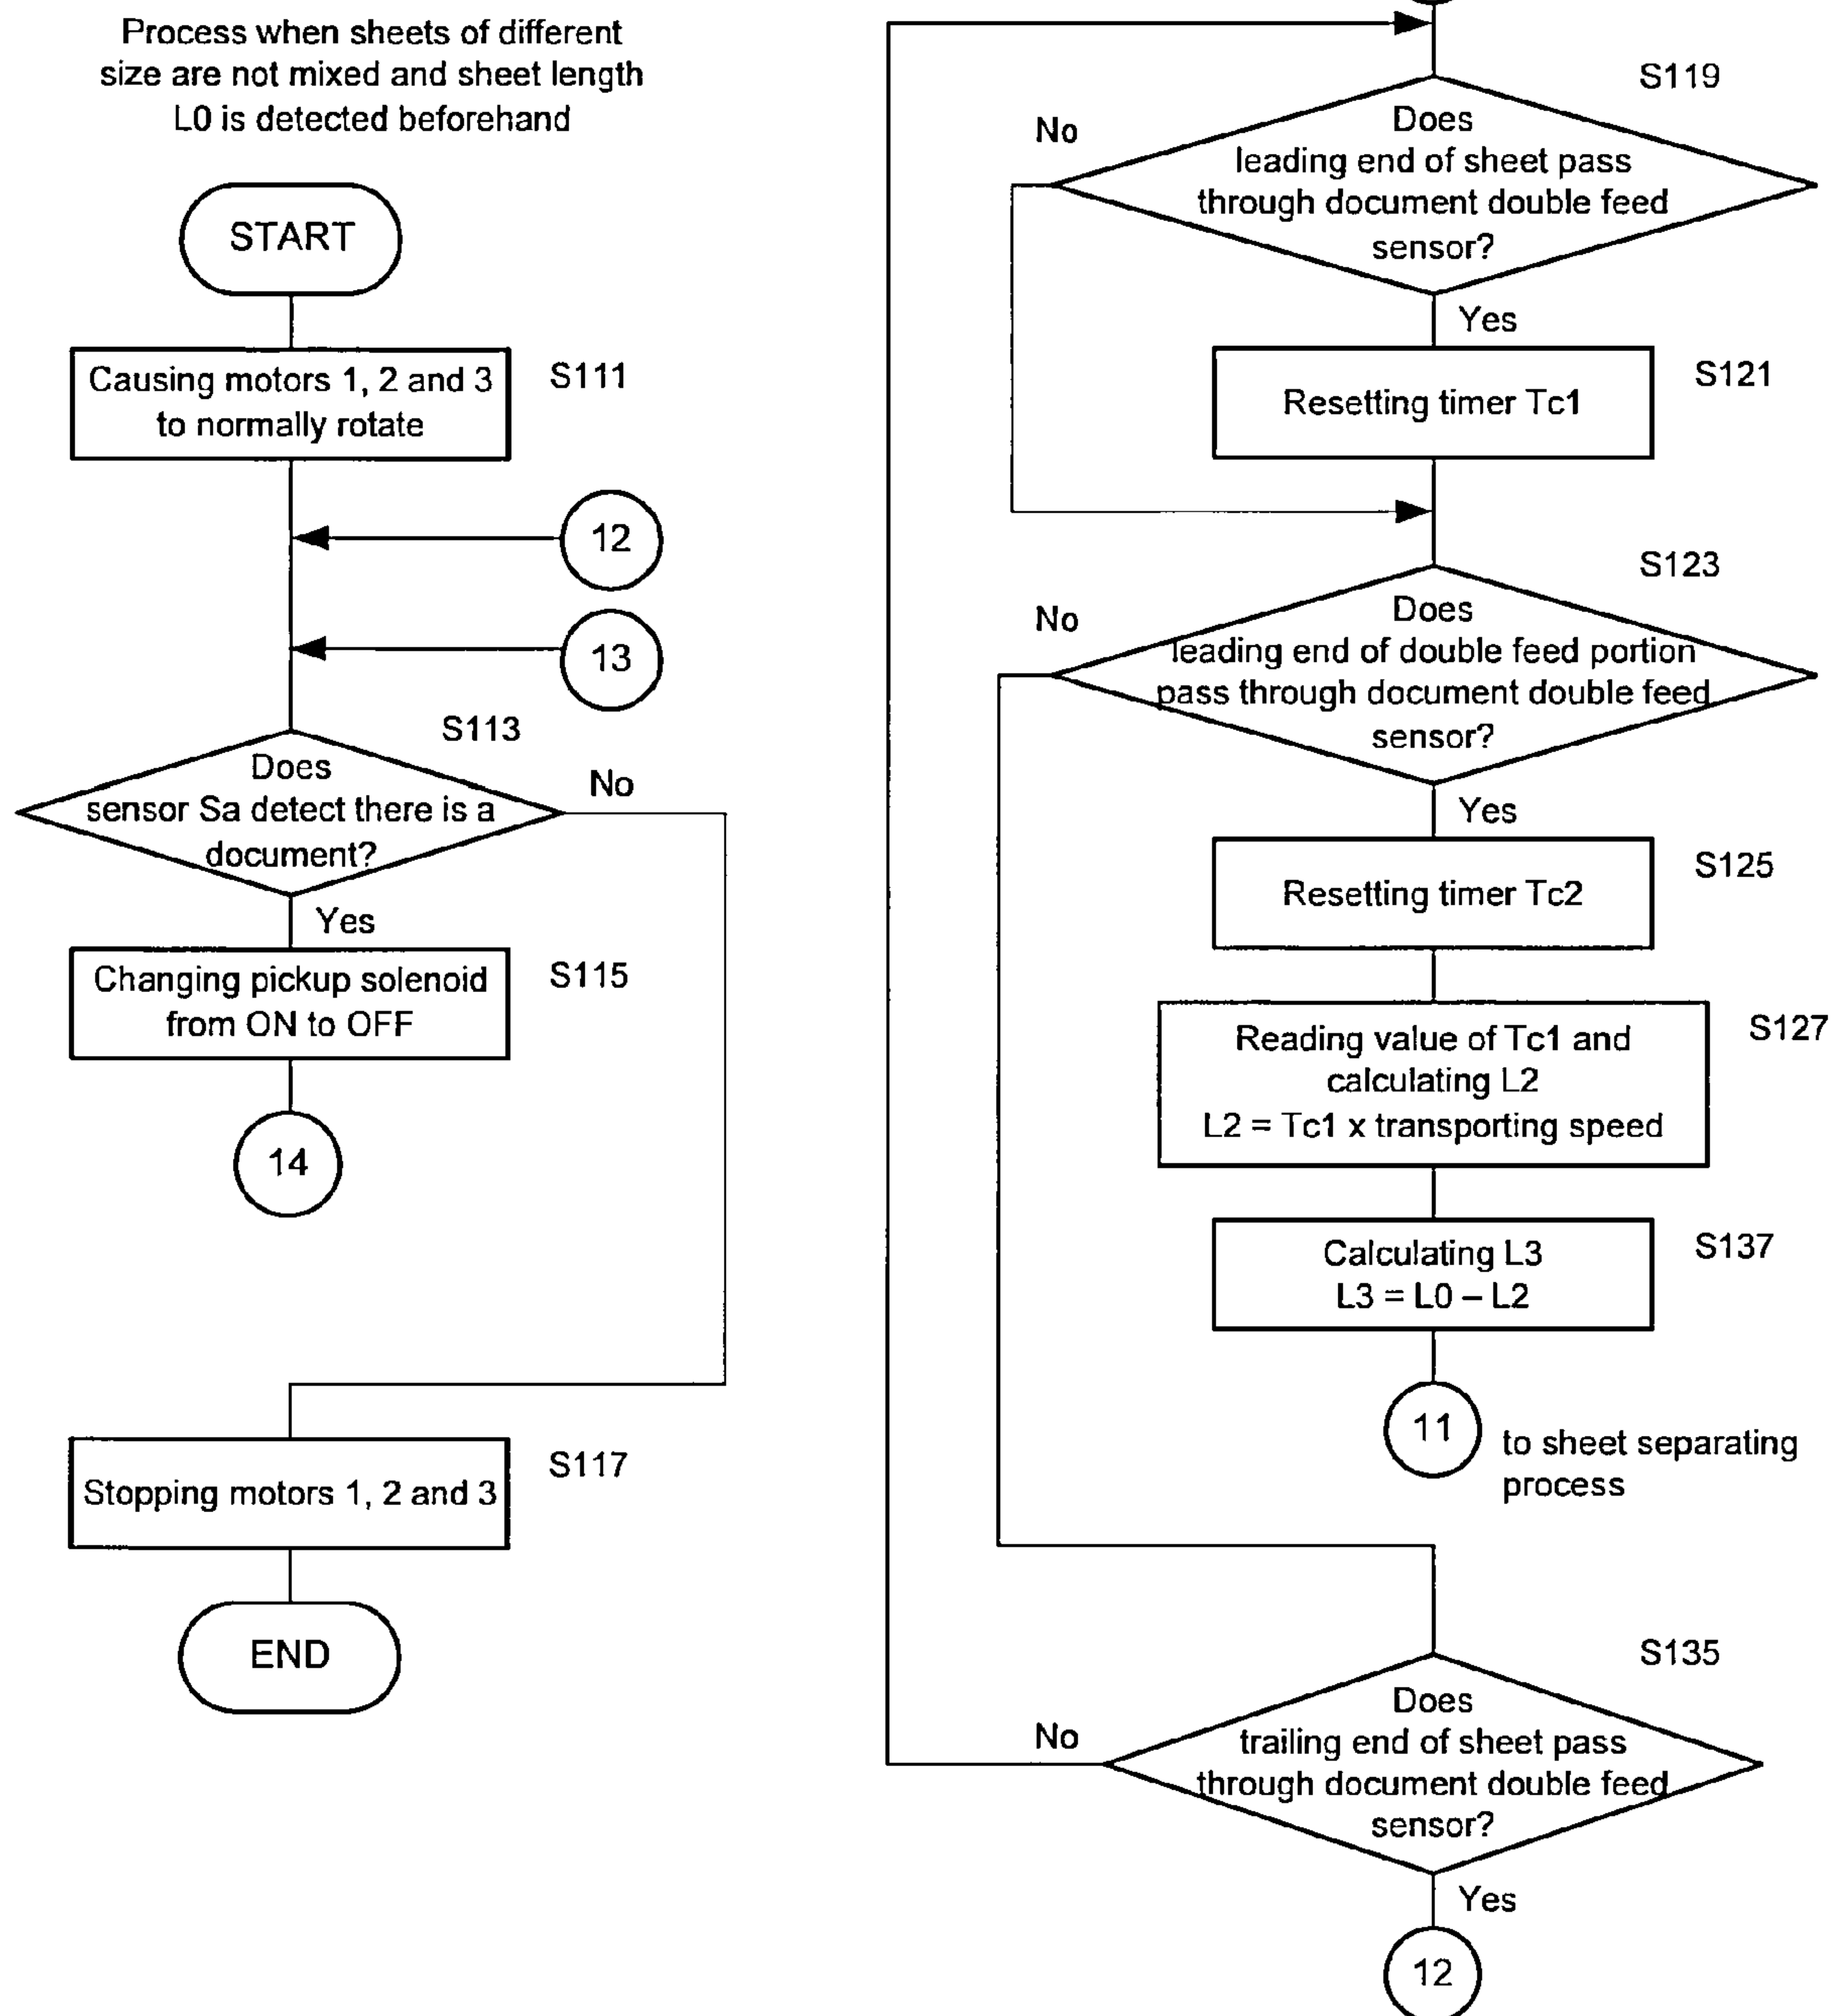 Process when sheets of different
size are not mixed and sheet length
L0 is detected beforehand
START
Causing motors 1, 2 and 3
to normally rotate
S111
12
13
S113
Does
sensor Sa detect there is a
document?
No
Yes
Changing pickup solenoid
from ON to OFF
S115
14
Stopping motors 1, 2 and 3
S117
END
S119
Does
leading end of sheet pass
through document double feed
sensor?
No
Yes
Resetting timer Tc1
S121
S123
Does
leading end of double feed portion
pass through document double feed
sensor?
No
Yes
Resetting timer Tc2
S125
Reading value of Tc1 and
calculating L2
L2 = Tc1 x transporting speed
S127
Calculating L3
L3 = L0 – L2
S137
11
to sheet separating
process
S135
Does
trailing end of sheet pass
through document double feed
sensor?
No
Yes
12